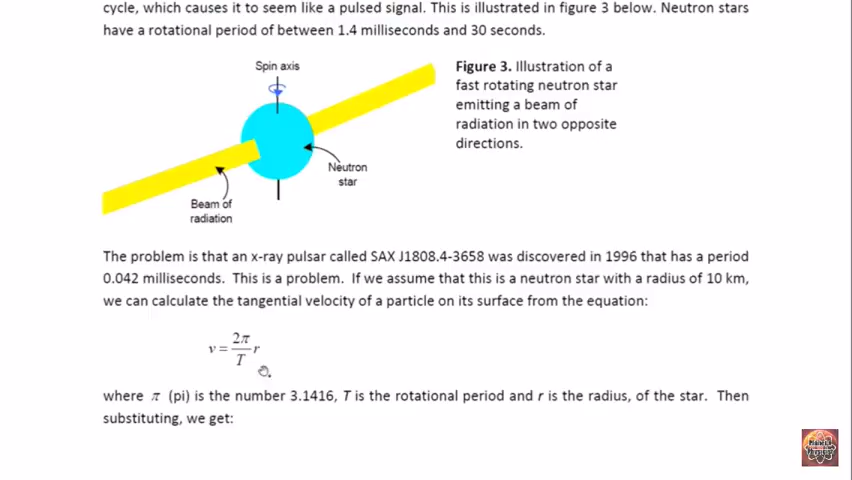 cycle, which causes it to seem like a pulsed signal. This is illustrated in figure 3 below. Neutron stars
have a rotational period of between 1.4 milliseconds and 30 seconds.
Spin axis
Neutron
star
Beam of
radiation
Figure 3. Illustration of a
fast rotating neutron star
emitting a beam of
radiation in two opposite
directions.
The problem is that an x-ray pulsar called SAX J1808.4-3658 was discovered in 1996 that has a period
0.042 milliseconds. This is a problem. If we assume that this is a neutron star with a radius of 10 km,
we can calculate the tangential velocity of a particle on its surface from the equation:
v = 2π/T r
where π (pi) is the number 3.1416, T is the rotational period and r is the radius, of the star. Then
substituting, we get: